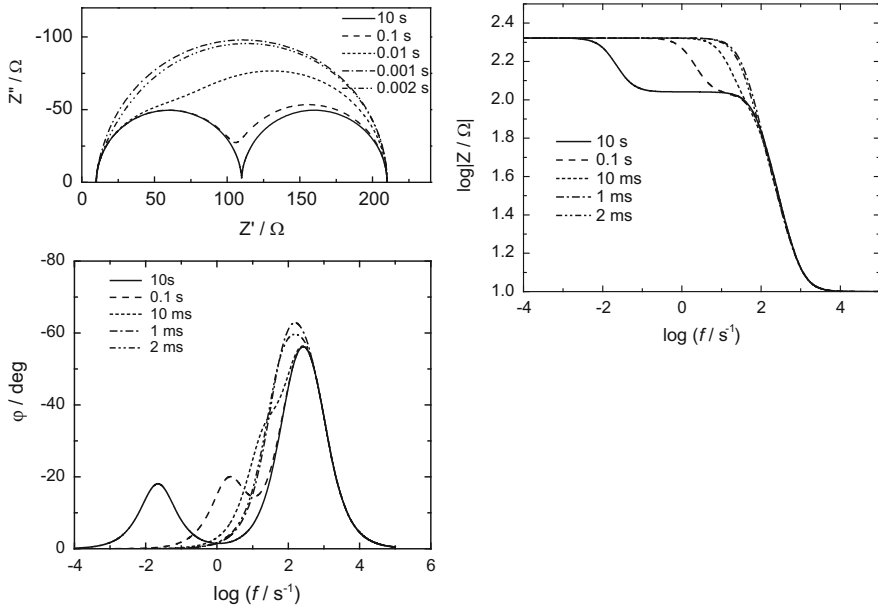 -100
-50
0
Z" / Ω
0 50 100 150 200
Z' / Ω
10 s
0.1 s
0.01 s
0.001 s
0.002 s
2.4
2.2
2.0
1.8
1.6
1.4
1.2
1.0
log|Z / Ω|
-4 -2 0 2 4
log (f / s⁻¹)
10 s
0.1 s
10 ms
1 ms
2 ms
-80
-60
-40
-20
0
φ / deg
-4 -2 0 2 4 6
log (f / s⁻¹)
10s
0.1 s
10 ms
1 ms
2 ms